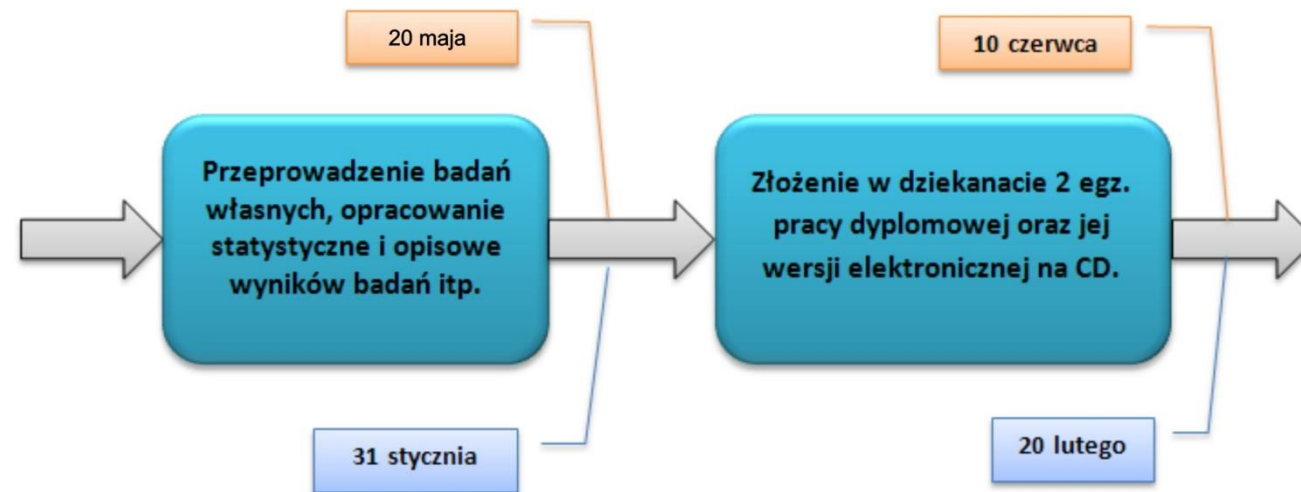 20 maja
10 czerwca
Przeprowadzenie badań
własnych, opracowanie
statystyczne i opisowe
wyników badań itp.
Złożenie w dziekanacie 2 egz.
pracy dyplomowej oraz jej
wersji elektronicznej na CD.
31 stycznia
20 lutego